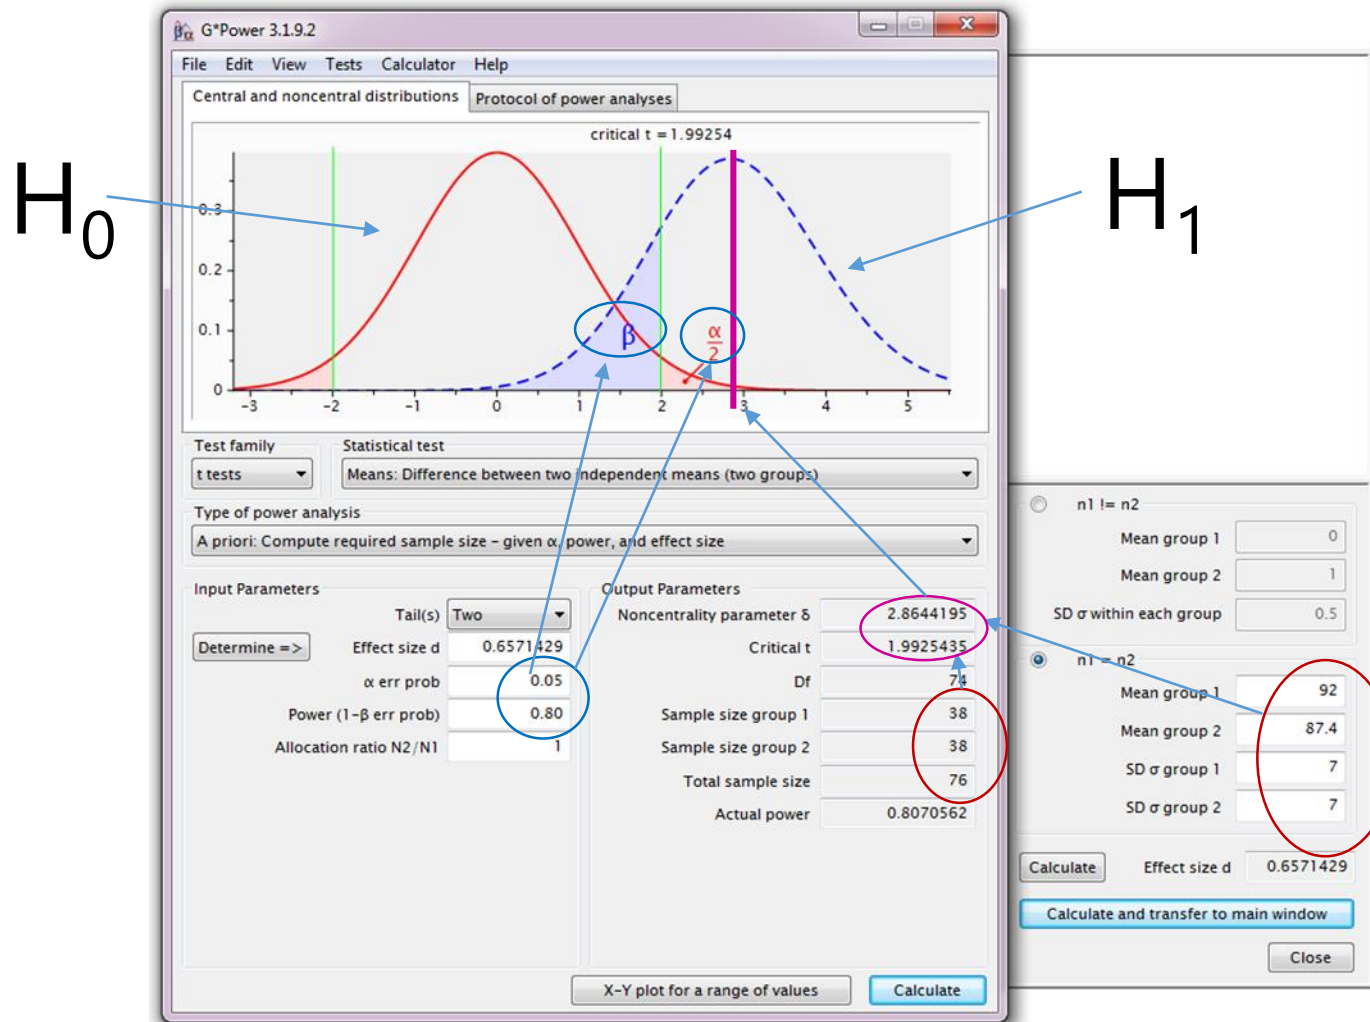 G*Power 3.1.9.2
File Edit View Tests Calculator Help
Central and noncentral distributions Protocol of power analyses
critical t = 1.99254
H0
H1
0.3
0.2
0.1
0
β
α
2
-3 -2 -1 0 1 2 3 4 5
Test family Statistical test
t tests Means: Difference between two independent means (two groups)
Type of power analysis
A priori: Compute required sample size – given α, power, and effect size
Input Parameters
Tail(s) Two
Determine => Effect size d 0.6571429
α err prob 0.05
Power (1-β err prob) 0.80
Allocation ratio N2/N1 1
Output Parameters
Noncentrality parameter δ 2.8644195
Critical t 1.9925435
Df 74
Sample size group 1 38
Sample size group 2 38
Total sample size 76
Actual power 0.8070562
X-Y plot for a range of values Calculate
n1 != n2
Mean group 1 0
Mean group 2 1
SD σ within each group 0.5
n1 = n2
Mean group 1 92
Mean group 2 87.4
SD σ group 1 7
SD σ group 2 7
Calculate Effect size d 0.6571429
Calculate and transfer to main window
Close